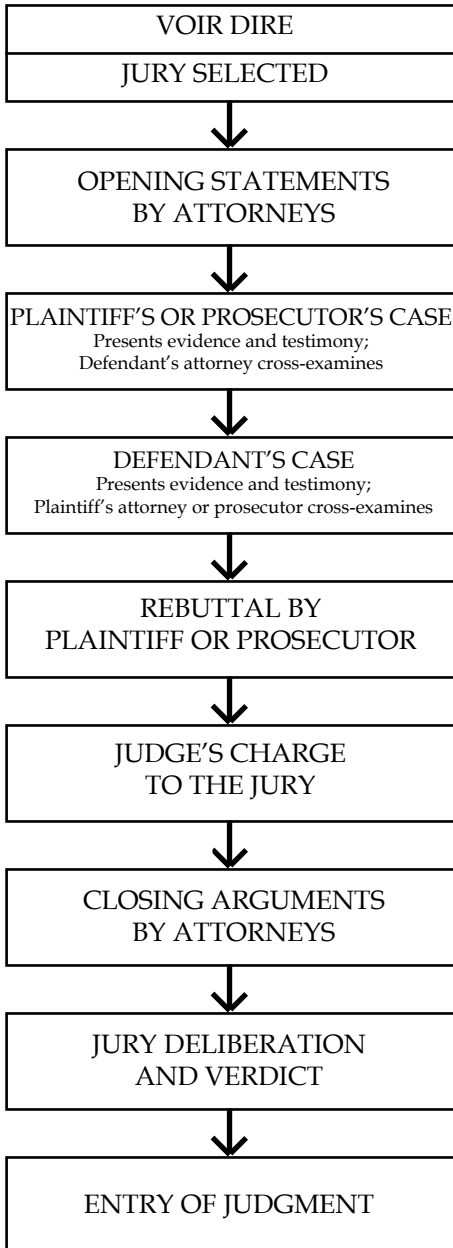 VOIR DIRE
JURY SELECTED
OPENING STATEMENTS
BY ATTORNEYS
PLAINTIFF'S OR PROSECUTOR'S CASE
Presents evidence and testimony;
Defendant's attorney cross-examines
DEFENDANT'S CASE
Presents evidence and testimony;
Plaintiff's attorney or prosecutor cross-examines
REBUTTAL BY
PLAINTIFF OR PROSECUTOR
JUDGE'S CHARGE
TO THE JURY
CLOSING ARGUMENTS
BY ATTORNEYS
JURY DELIBERATION
AND VERDICT
ENTRY OF JUDGMENT